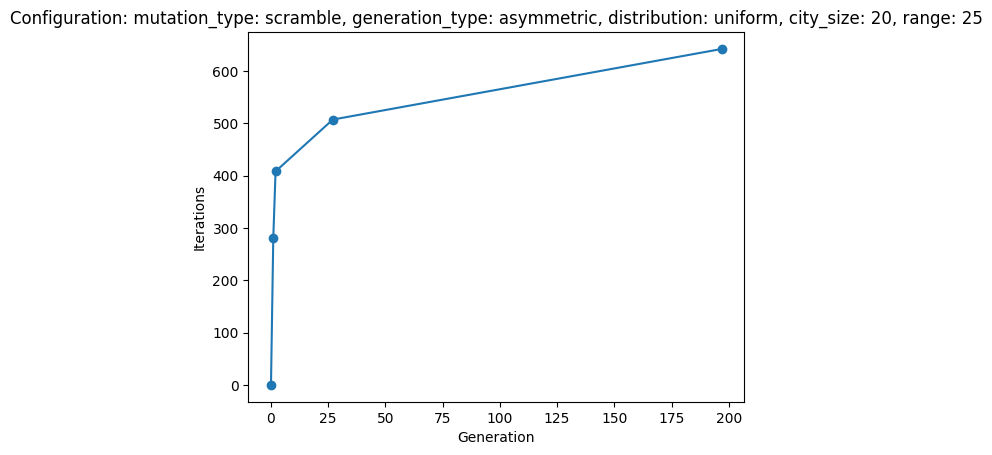 Configuration: mutation_type: scramble, generation_type: asymmetric, distribution: uniform, city_size: 20, range: 25
600
500
400
300
200
100
0
Iterations
0 25 50 75 100 125 150 175 200
Generation